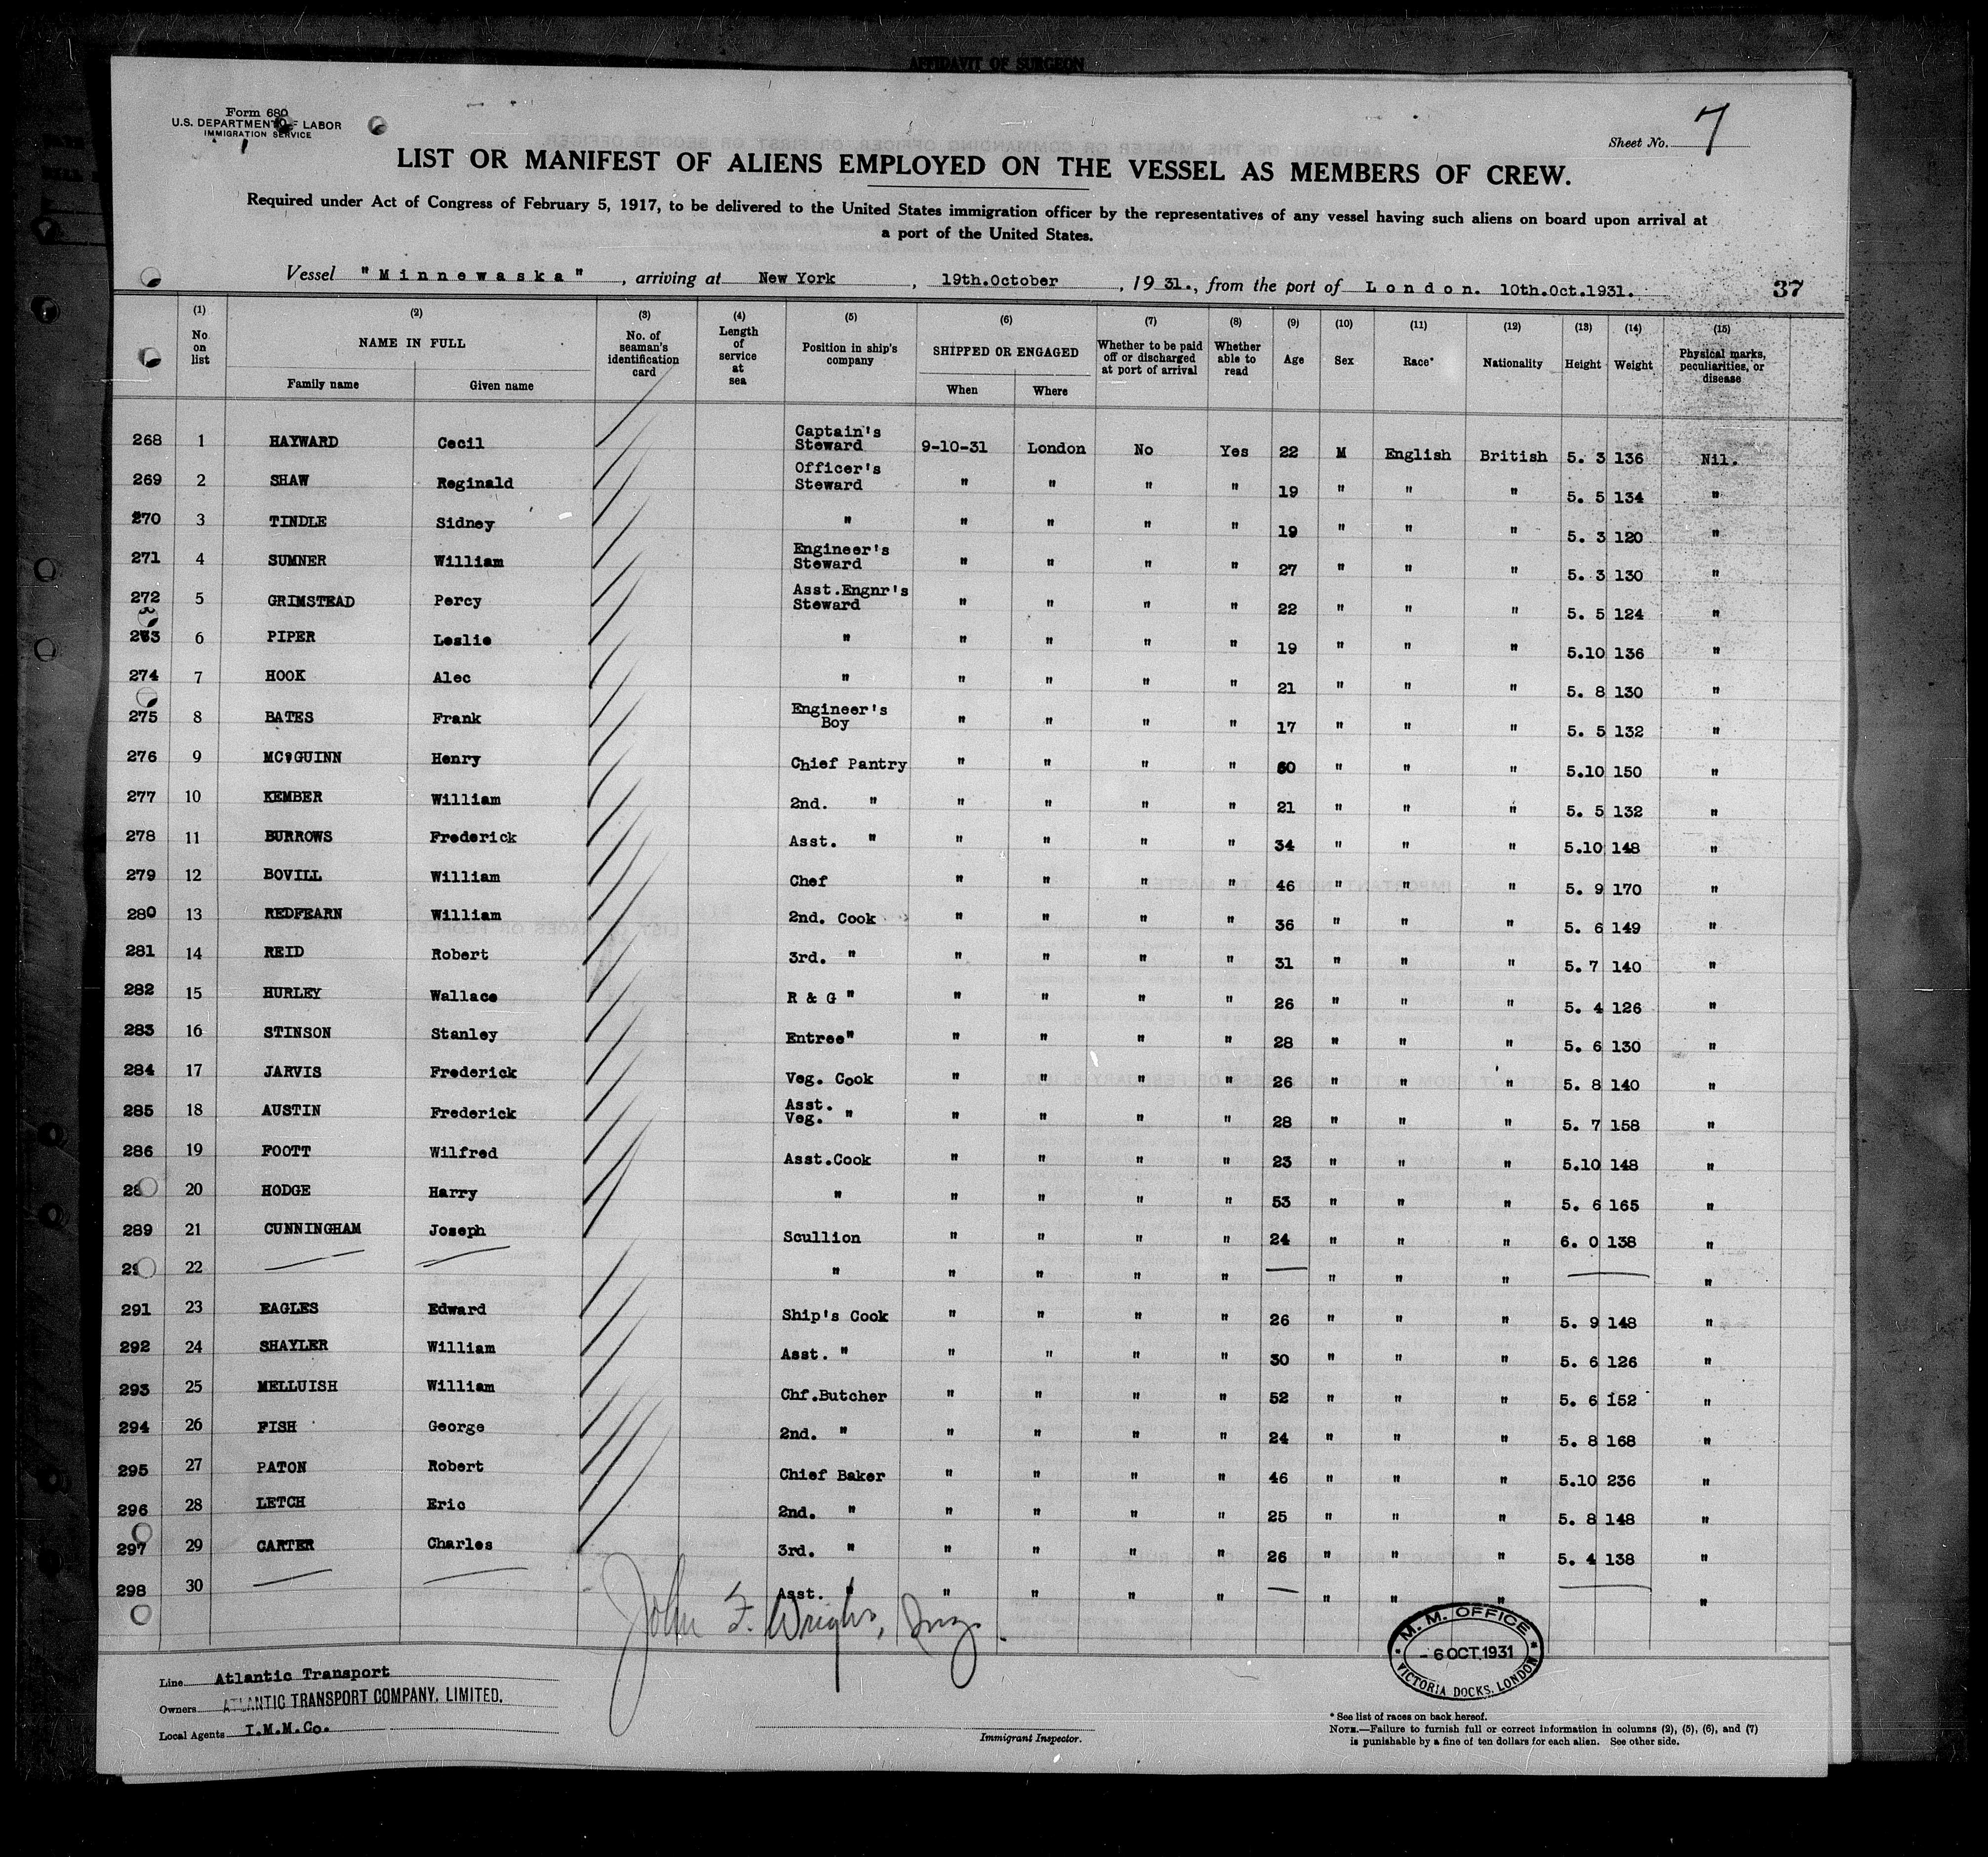 AFFIDAVIT OF SURGEON
Form 680
U.S. DEPARTMENT OF LABOR
IMMIGRATION SERVICE
Sheet No. 7
LIST OR MANIFEST OF ALIENS EMPLOYED ON THE VESSEL AS MEMBERS OF CREW.
Required under Act of Congress of February 5, 1917, to be delivered to the United States immigration officer by the representatives of any vessel having such aliens on board upon arrival at
a port of the United States.
Vessel "Minnewaska", arriving at New York, 19th.October, 1931., from the port of London. 10th.Oct.1931. 37
(1) No on list (2) NAME IN FULL Family name Given name (3) No. of seaman's identification card (4) Length of service at sea (5) Position in ship's company (6) SHIPPED OR ENGAGED When Where (7) Whether to be paid off or discharged at port of arrival (8) Whether able to read (9) Age (10) Sex (11) Race* (12) Nationality (13) Height (14) Weight (15) Physical marks, peculiarities, or disease
268 1 HAYWARD Cecil Captain's Steward 9-10-31 London No Yes 22 M English British 5. 3 136 Nil.
269 2 SHAW Reginald Officer's Steward " " " " 19 " " " 5. 5 134 "
270 3 TINDLE Sidney " " " " " 19 " " " 5. 3 120 "
271 4 SUMNER William Engineer's Steward " " " " 27 " " " 5. 3 130 "
272 5 GRIMSTEAD Percy Asst.Engnr's Steward " " " " 22 " " " 5. 5 124 "
273 6 PIPER Leslie " " " " " 19 " " " 5.10 136 "
274 7 HOOK Alec " " " " " 21 " " " 5. 8 130 "
275 8 BATES Frank Engineer's Boy " " " " 17 " " " 5. 5 132 "
276 9 MC'GUINN Henry Chief Pantry " " " " " " " 5.10 150 "
277 10 KEMBER William 2nd. " " " " " 21 " " " 5. 5 132 "
278 11 BURROWS Frederick Asst. " " " " " 34 " " " 5.10 148 "
279 12 BOVILL William Chef " " " " 46 " " " 5. 9 170 "
280 13 REDFEARN William 2nd. Cook " " " " 36 " " " 5. 6 149 "
281 14 REID Robert 3rd. " " " " " 31 " " " 5. 7 140 "
282 15 HURLEY Wallace R & G " " " " " 26 " " " 5. 4 126 "
283 16 STINSON Stanley Entree" " " " " 28 " " " 5. 6 130 "
284 17 JARVIS Frederick Veg. Cook " " " " 26 " " " 5. 8 140 "
285 18 AUSTIN Frederick Asst. Veg. " " " " " 28 " " " 5. 7 158 "
286 19 FOOTT Wilfred Asst.Cook " " " " 23 " " " 5.10 148 "
28 20 HODGE Harry " " " " " 53 " " " 5. 6 165 "
289 21 CUNNINGHAM Joseph Scullion " " " " 24 " " " 6. 0 138 "
29 22 — — " " " " " — " " " — "
291 23 EAGLES Edward Ship's Cook " " " " 26 " " " 5. 9 148 "
292 24 SHAYLER William Asst. " " " " " 30 " " " 5. 6 126 "
293 25 MELLUISH William Chf.Butcher " " " " 52 " " " 5. 6 152 "
294 26 FISH George 2nd. " " " " " 24 " " " 5. 8 168 "
295 27 PATON Robert Chief Baker " " " " 46 " " " 5.10 236 "
296 28 LETCH Eric 2nd. " " " " " 25 " " " 5. 8 148 "
297 29 CARTER Charles 3rd. " " " " " 26 " " " 5. 4 138 "
298 30 — — Asst. " " " " " — " " " — "
John F. Wright,
M. M. OFFICE
- 6 OCT.1931
VICTORIA DOCKS, LONDON
Line Atlantic Transport
Owners ATLANTIC TRANSPORT COMPANY, LIMITED.
Local Agents I.M.M.Co.
Immigrant Inspector.
* See list of races on back hereof.
NOTE.—Failure to furnish full or correct information in columns (2), (5), (6), and (7)
is punishable by a fine of ten dollars for each alien. See other side.